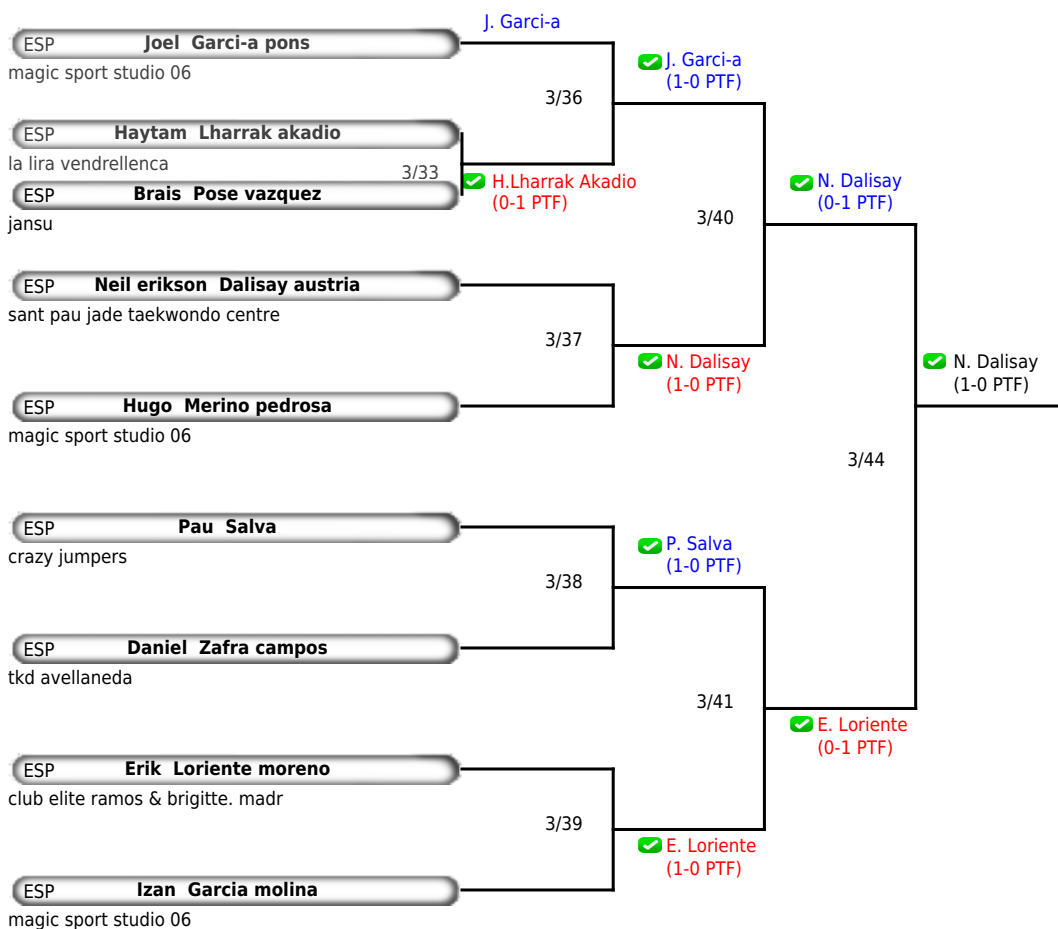 J. Garci-a
ESP Joel Garci-a pons
magic sport studio 06
J. Garci-a
(1-0 PTF)
3/36
ESP Haytam Lharrak akadio
la lira vendrellenca
3/33
H.Lharrak Akadio
(0-1 PTF)
ESP Brais Pose vazquez
jansu
N. Dalisay
(0-1 PTF)
3/40
ESP Neil erikson Dalisay austria
sant pau jade taekwondo centre
3/37
N. Dalisay
(1-0 PTF)
N. Dalisay
(1-0 PTF)
ESP Hugo Merino pedrosa
magic sport studio 06
3/44
ESP Pau Salva
crazy jumpers
P. Salva
(1-0 PTF)
3/38
ESP Daniel Zafra campos
tkd avellaneda
3/41
E. Loriente
(0-1 PTF)
ESP Erik Loriente moreno
club elite ramos & brigitte. madr
3/39
E. Loriente
(1-0 PTF)
ESP Izan Garcia molina
magic sport studio 06